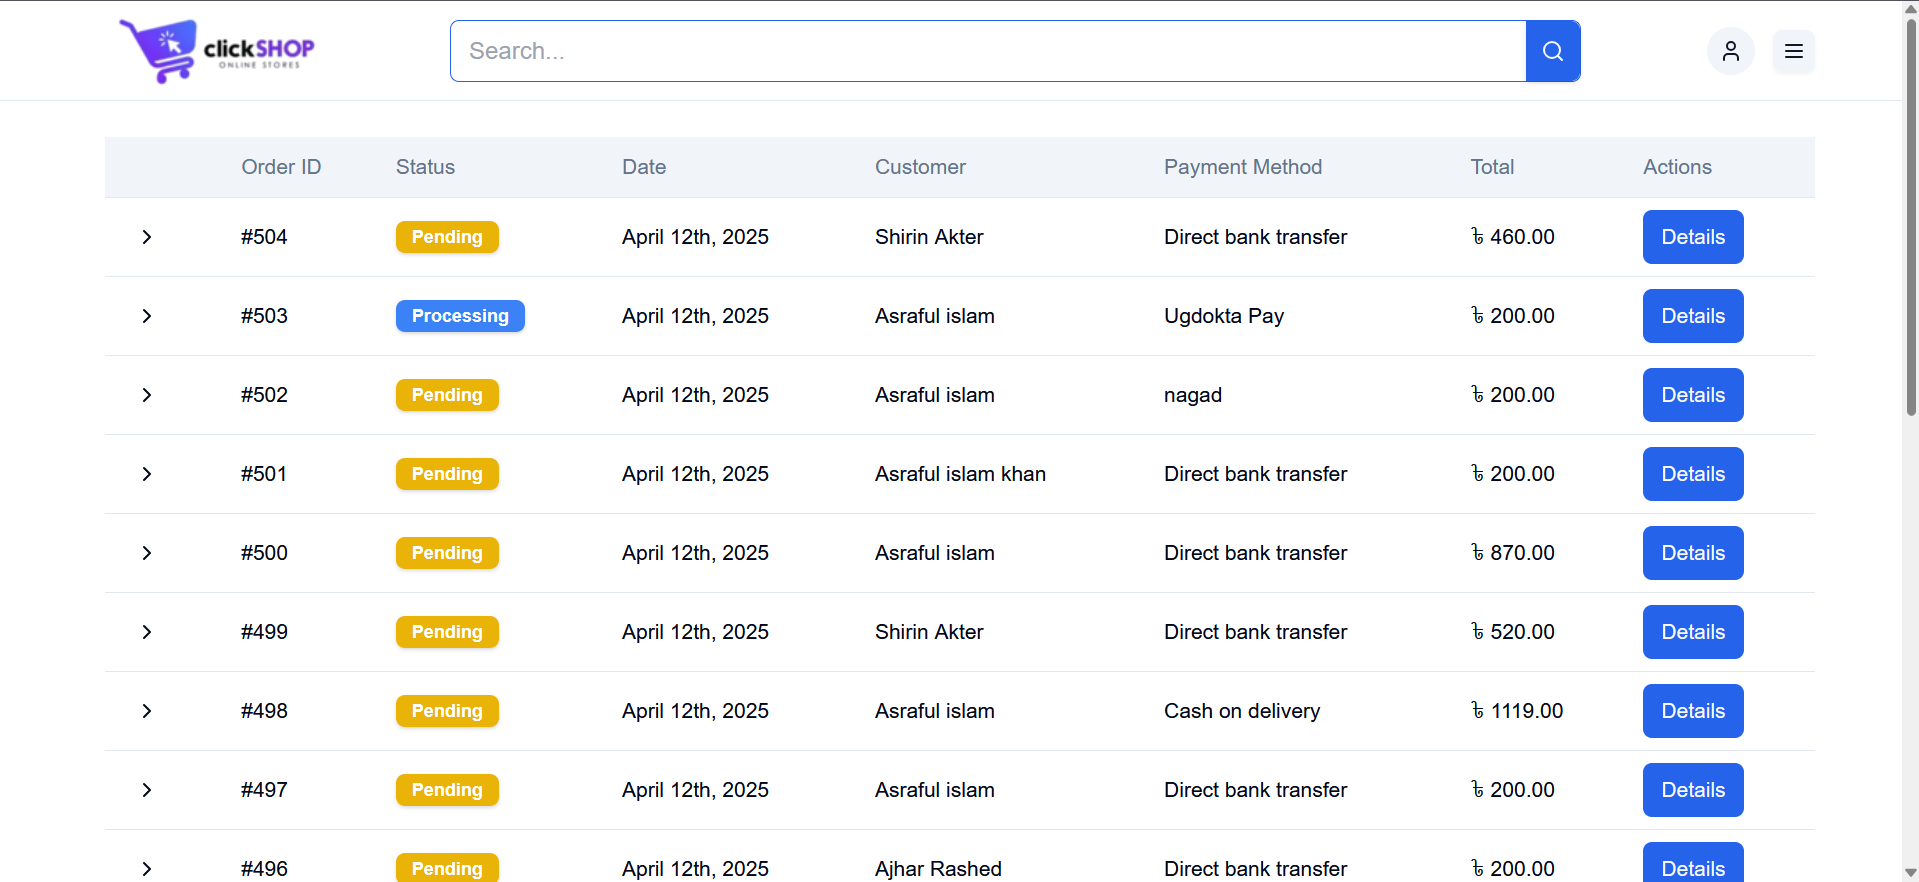 clickSHOP
ONLINE STORES
Search...
Order ID Status Date Customer Payment Method Total Actions
#504 Pending April 12th, 2025 Shirin Akter Direct bank transfer ৳ 460.00 Details
#503 Processing April 12th, 2025 Asraful islam Ugdokta Pay ৳ 200.00 Details
#502 Pending April 12th, 2025 Asraful islam nagad ৳ 200.00 Details
#501 Pending April 12th, 2025 Asraful islam khan Direct bank transfer ৳ 200.00 Details
#500 Pending April 12th, 2025 Asraful islam Direct bank transfer ৳ 870.00 Details
#499 Pending April 12th, 2025 Shirin Akter Direct bank transfer ৳ 520.00 Details
#498 Pending April 12th, 2025 Asraful islam Cash on delivery ৳ 1119.00 Details
#497 Pending April 12th, 2025 Asraful islam Direct bank transfer ৳ 200.00 Details
#496 Pending April 12th, 2025 Ajhar Rashed Direct bank transfer ৳ 200.00 Details